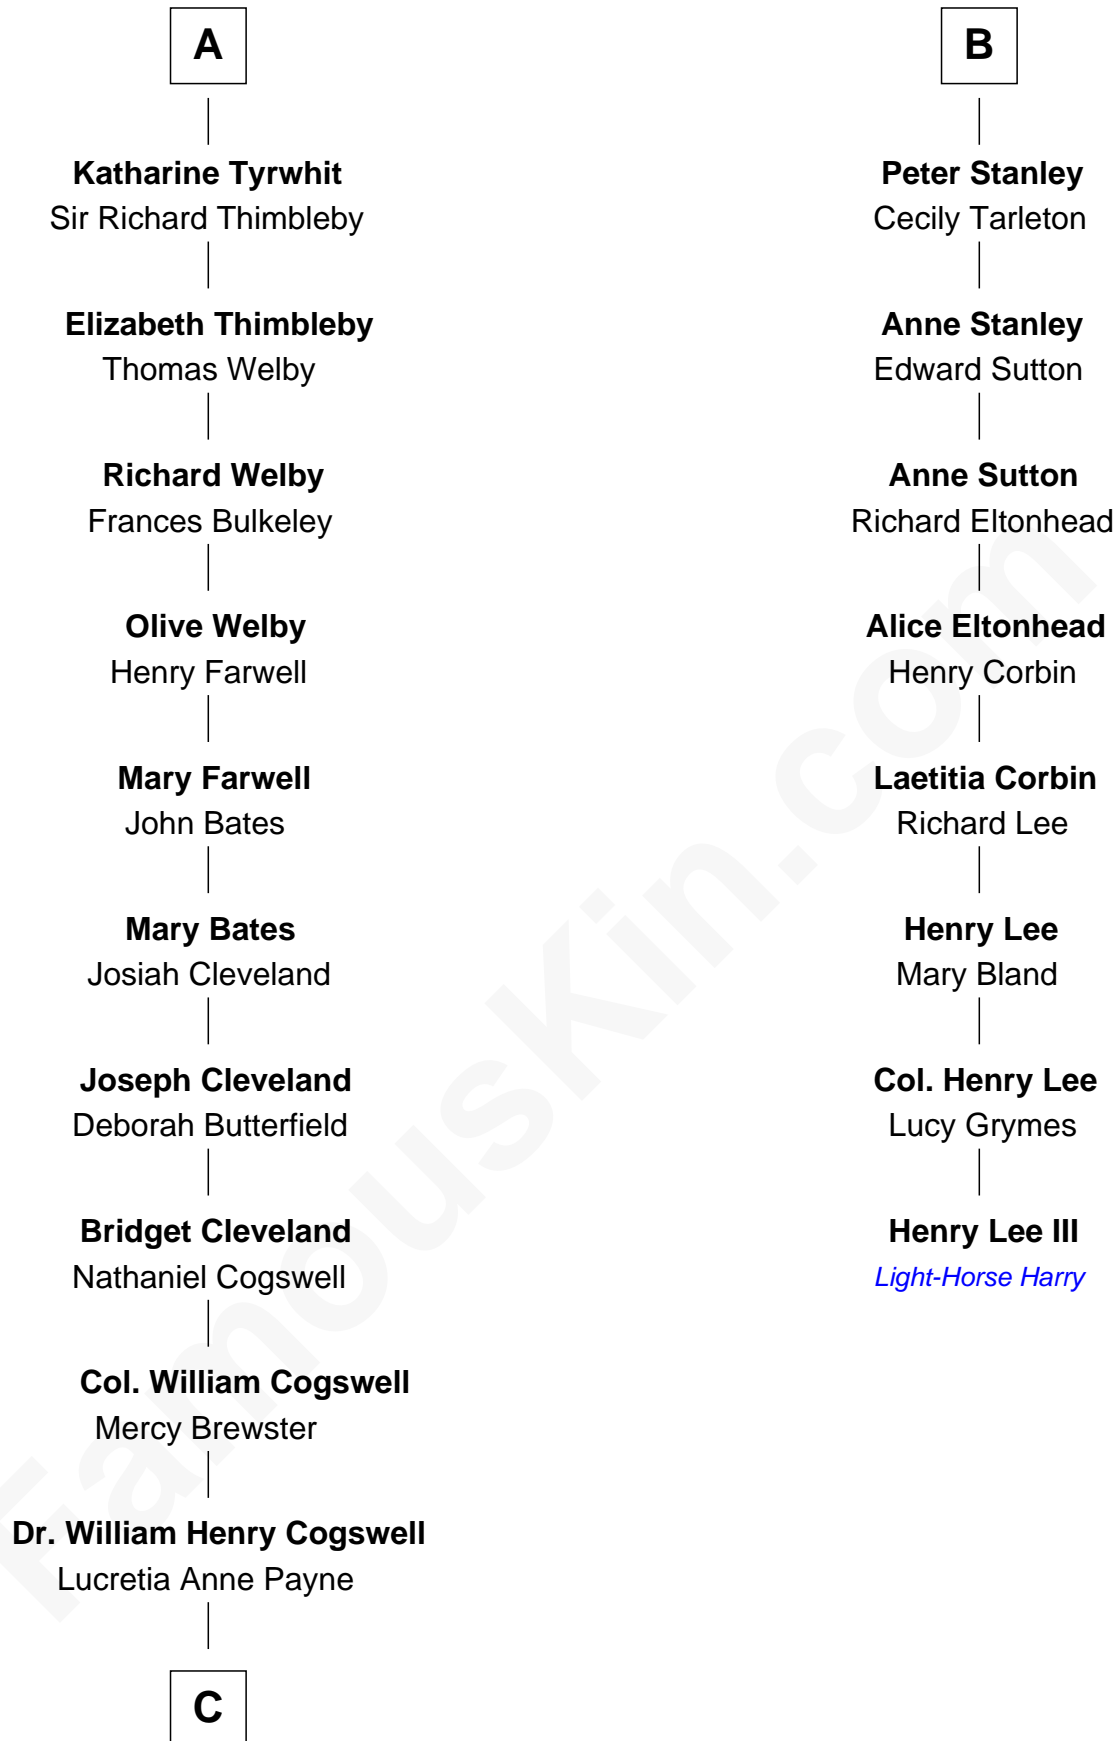 A
Katharine Tyrwhit
Sir Richard Thimbleby
Elizabeth Thimbleby
Thomas Welby
Richard Welby
Frances Bulkeley
Olive Welby
Henry Farwell
Mary Farwell
John Bates
Mary Bates
Josiah Cleveland
Joseph Cleveland
Deborah Butterfield
Bridget Cleveland
Nathaniel Cogswell
Col. William Cogswell
Mercy Brewster
Dr. William Henry Cogswell
Lucretia Anne Payne
C
B
Peter Stanley
Cecily Tarleton
Anne Stanley
Edward Sutton
Anne Sutton
Richard Eltonhead
Alice Eltonhead
Henry Corbin
Laetitia Corbin
Richard Lee
Henry Lee
Mary Bland
Col. Henry Lee
Lucy Grymes
Henry Lee III
Light-Horse Harry
FamousKin.com